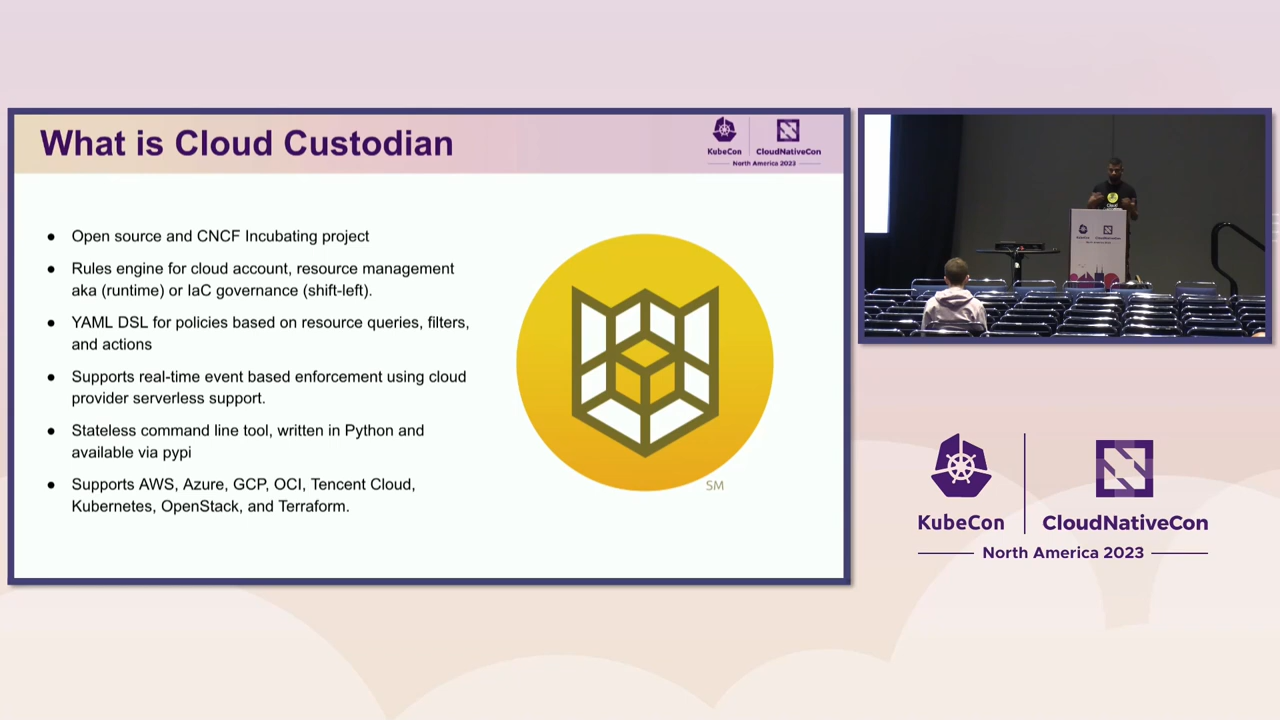 What is Cloud Custodian
KubeCon
CloudNativeCon
North America 2023
● Open source and CNCF Incubating project
● Rules engine for cloud account, resource management
aka (runtime) or IaC governance (shift-left).
● YAML DSL for policies based on resource queries, filters,
and actions
● Supports real-time event based enforcement using cloud
provider serverless support.
● Stateless command line tool, written in Python and
available via pypi
● Supports AWS, Azure, GCP, OCI, Tencent Cloud,
Kubernetes, OpenStack, and Terraform.
SM
KubeCon
CloudNativeCon
North America 2023